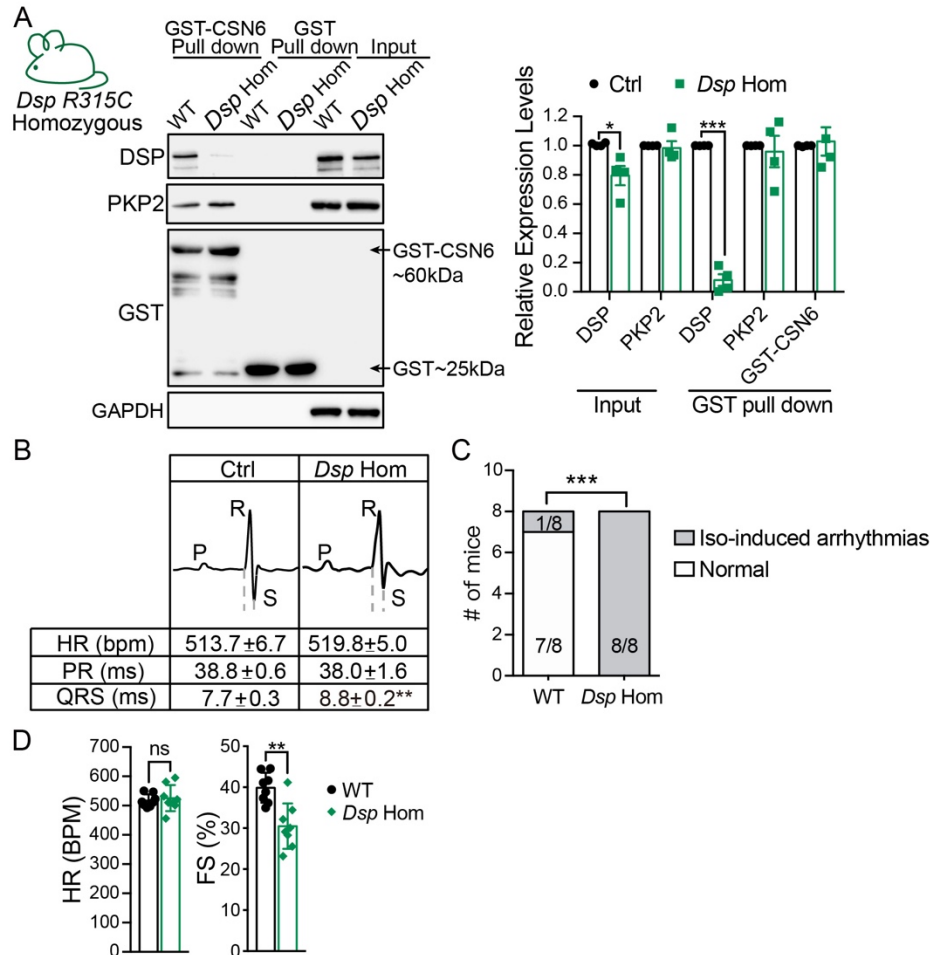 A
Dsp R315C
Homozygous
GST-CSN6 GST
Pull down Pull down Input
WT Dsp Hom WT Dsp Hom WT Dsp Hom
DSP
PKP2
GST
GST-CSN6
~60kDa
GST~25kDa
GAPDH
Ctrl Dsp Hom
Relative Expression Levels
1.2
1.0
0.8
0.6
0.4
0.2
0
* ***
DSP PKP2 DSP PKP2 GST-CSN6
Input GST pull down
B
Ctrl Dsp Hom
P R S P R S
HR (bpm) 513.7±6.7 519.8±5.0
PR (ms) 38.8±0.6 38.0±1.6
QRS (ms) 7.7±0.3 8.8±0.2**
C
# of mice
10
8
6
4
2
0
***
1/8
7/8 8/8
WT Dsp Hom
Iso-induced arrhythmias
Normal
D
HR (BPM)
700
600
500
400
300
200
100
0
ns
FS (%)
50
40
30
20
10
0
**
WT
Dsp Hom